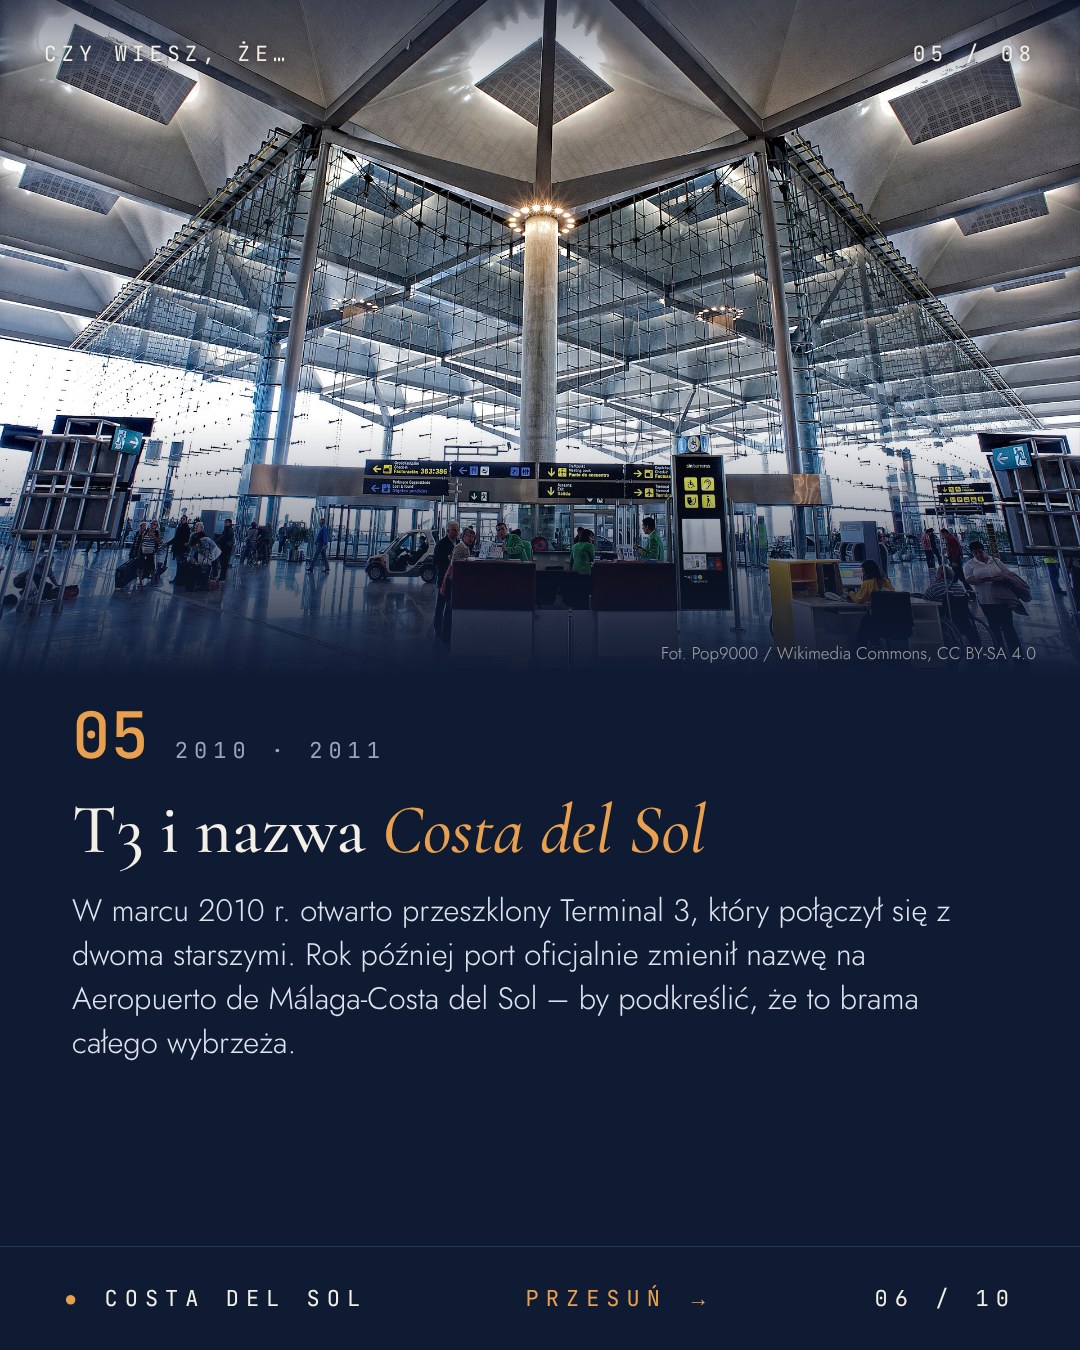 CZY WIESZ, ŻE…
05 / 08
363:386
Fot. Pop9000 / Wikimedia Commons, CC BY-SA 4.0
05 2010 · 2011
T3 i nazwa Costa del Sol
W marcu 2010 r. otwarto przeszklony Terminal 3, który połączył się z
dwoma starszymi. Rok później port oficjalnie zmienił nazwę na
Aeropuerto de Málaga-Costa del Sol – by podkreślić, że to brama
całego wybrzeża.
• COSTA DEL SOL
PRZESUŃ →
06 / 10